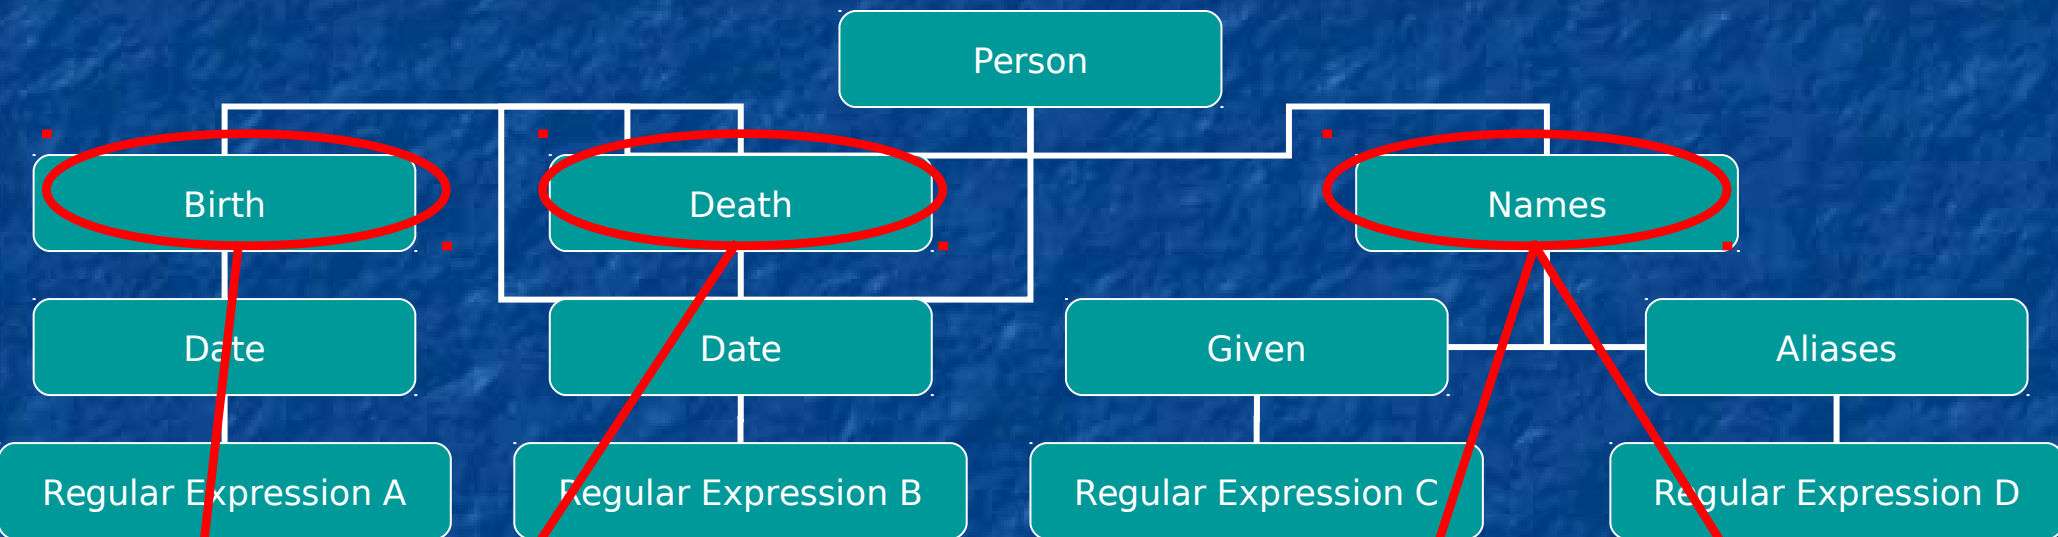 Person
Birth
Death
Names
Date
Date
Given
Aliases
Regular Expression A
Regular Expression B
Regular Expression C
Regular Expression D